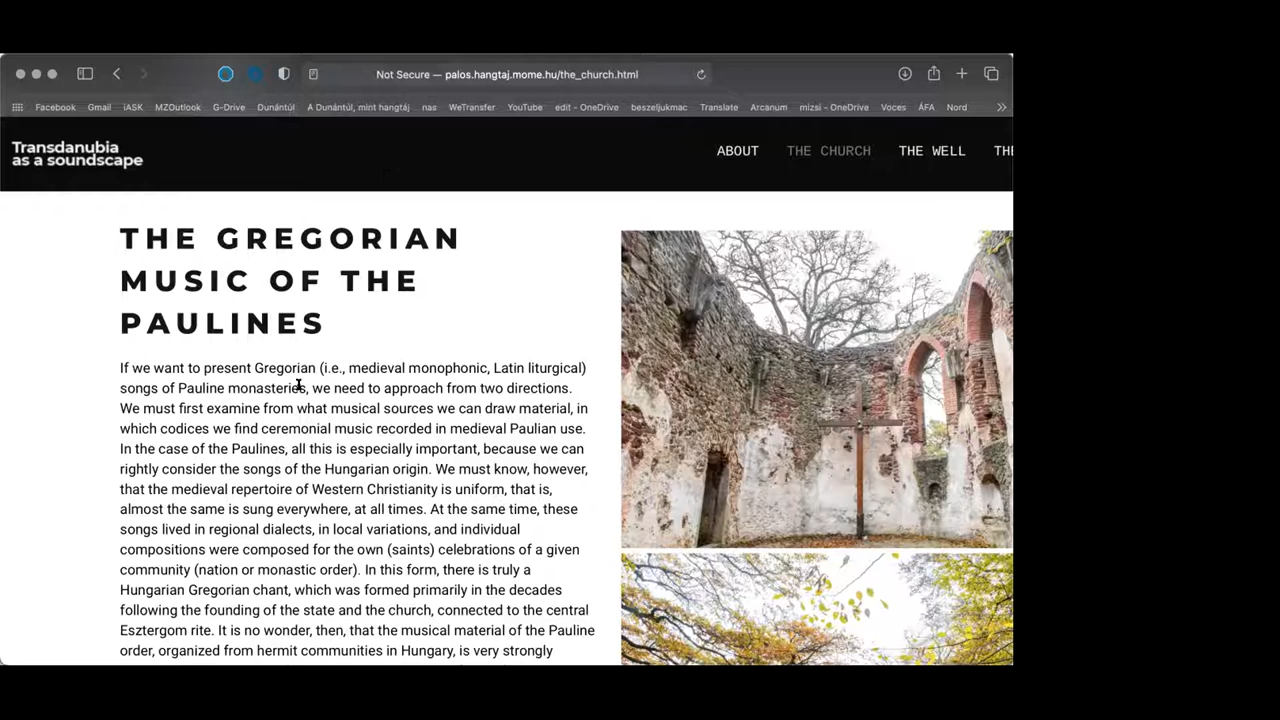 Not Secure — palos.hangtaj.mome.hu/the_church.html
Facebook Gmail iASK MZOutlook G-Drive Dunántúl A Dunántúl, mint hangtáj nas WeTransfer YouTube edit - OneDrive beszeljukmac Translate Arcanum mizsi - OneDrive Voces ÁFA Nord
Transdanubia
as a soundscape
ABOUT THE CHURCH THE WELL
THE GREGORIAN
MUSIC OF THE
PAULINES
If we want to present Gregorian (i.e., medieval monophonic, Latin liturgical)
songs of Pauline monasteries, we need to approach from two directions.
We must first examine from what musical sources we can draw material, in
which codices we find ceremonial music recorded in medieval Paulian use.
In the case of the Paulines, all this is especially important, because we can
rightly consider the songs of the Hungarian origin. We must know, however,
that the medieval repertoire of Western Christianity is uniform, that is,
almost the same is sung everywhere, at all times. At the same time, these
songs lived in regional dialects, in local variations, and individual
compositions were composed for the own (saints) celebrations of a given
community (nation or monastic order). In this form, there is truly a
Hungarian Gregorian chant, which was formed primarily in the decades
following the founding of the state and the church, connected to the central
Esztergom rite. It is no wonder, then, that the musical material of the Pauline
order, organized from hermit communities in Hungary, is very strongly